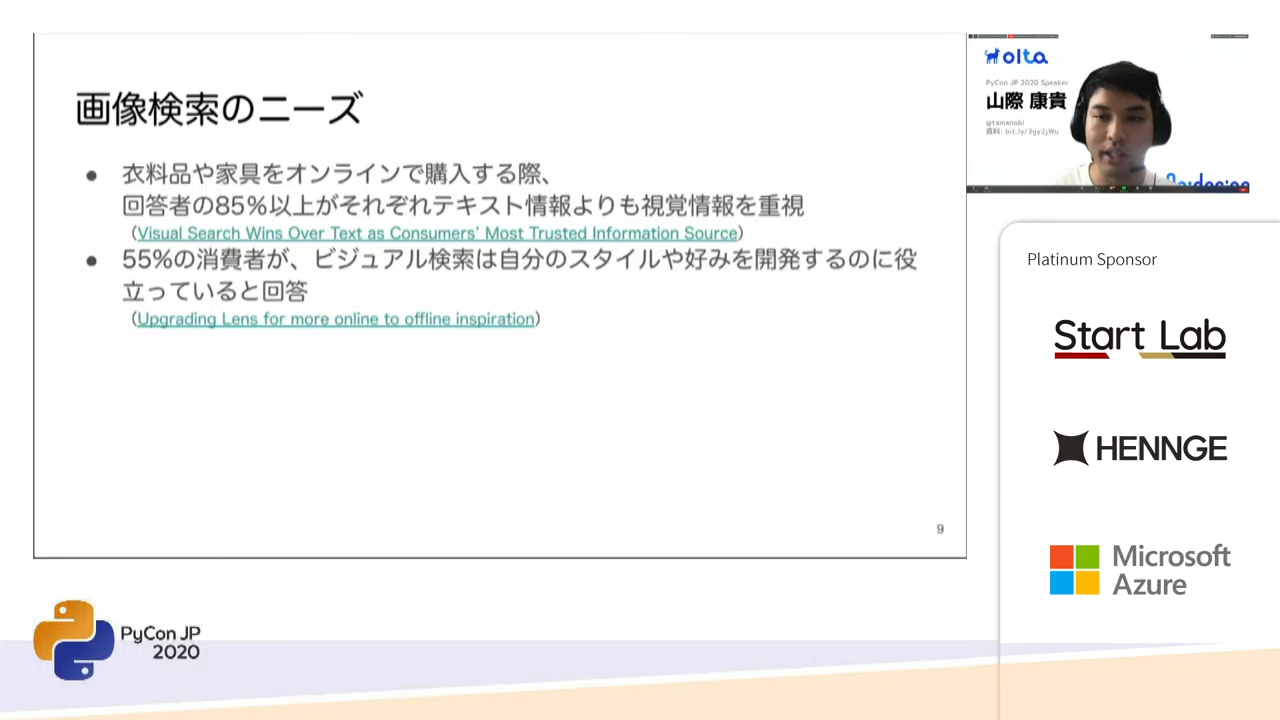 画像検索のニーズ
● 衣料品や家具をオンラインで購入する際、
回答者の85%以上がそれぞれテキスト情報よりも視覚情報を重視
（Visual Search Wins Over Text as Consumers’ Most Trusted Information Source）
● 55%の消費者が、ビジュアル検索は自分のスタイルや好みを開発するのに役
立っていると回答
（Upgrading Lens for more online to offline inspiration）
9
olta
PyCon JP 2020 Speaker
山際 康貴
@tamanobi
資料: bit.ly/3gy2jWu
Platinum Sponsor
Start Lab
HENNGE
Microsoft
Azure
PyCon JP
2020